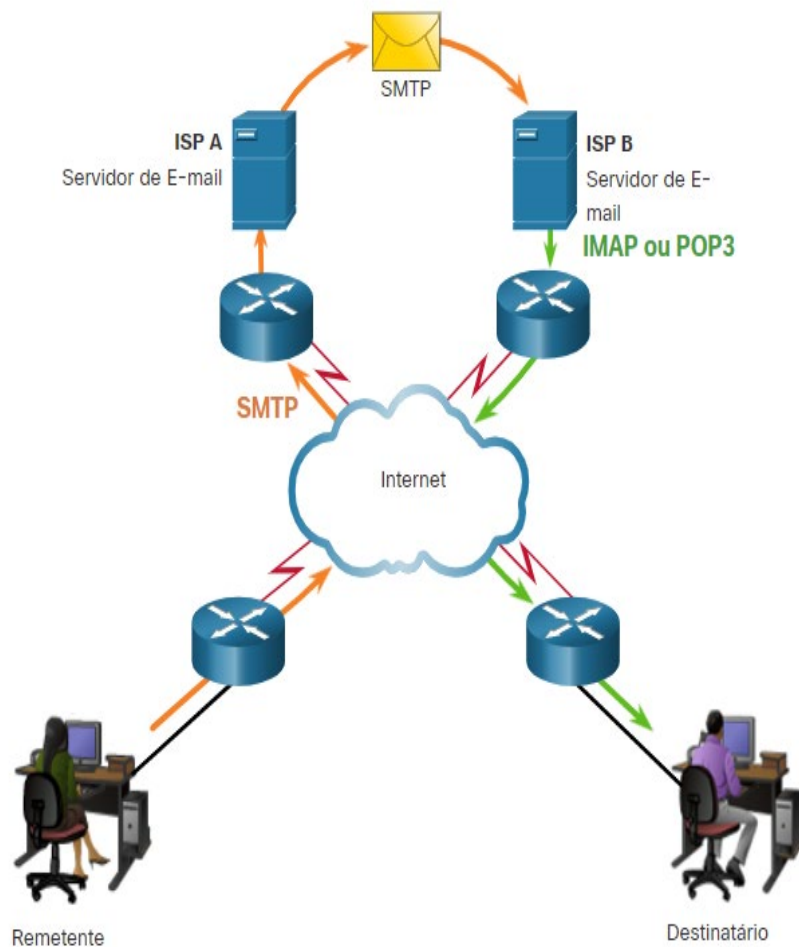 SMTP
ISP A
Servidor de E-mail
ISP B
Servidor de E-
mail
IMAP ou POP3
SMTP
Internet
Remetente
Destinatário